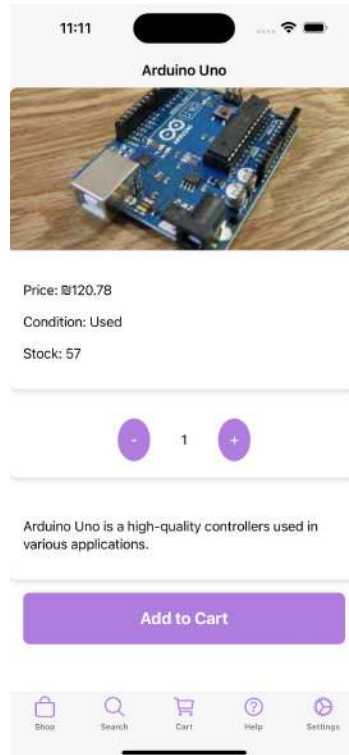 11:11
Arduino Uno
Price: ₪120.78
Condition: Used
Stock: 57
- 1 +
Arduino Uno is a high-quality controllers used in
various applications.
Add to Cart
Shop Search Cart Help Settings